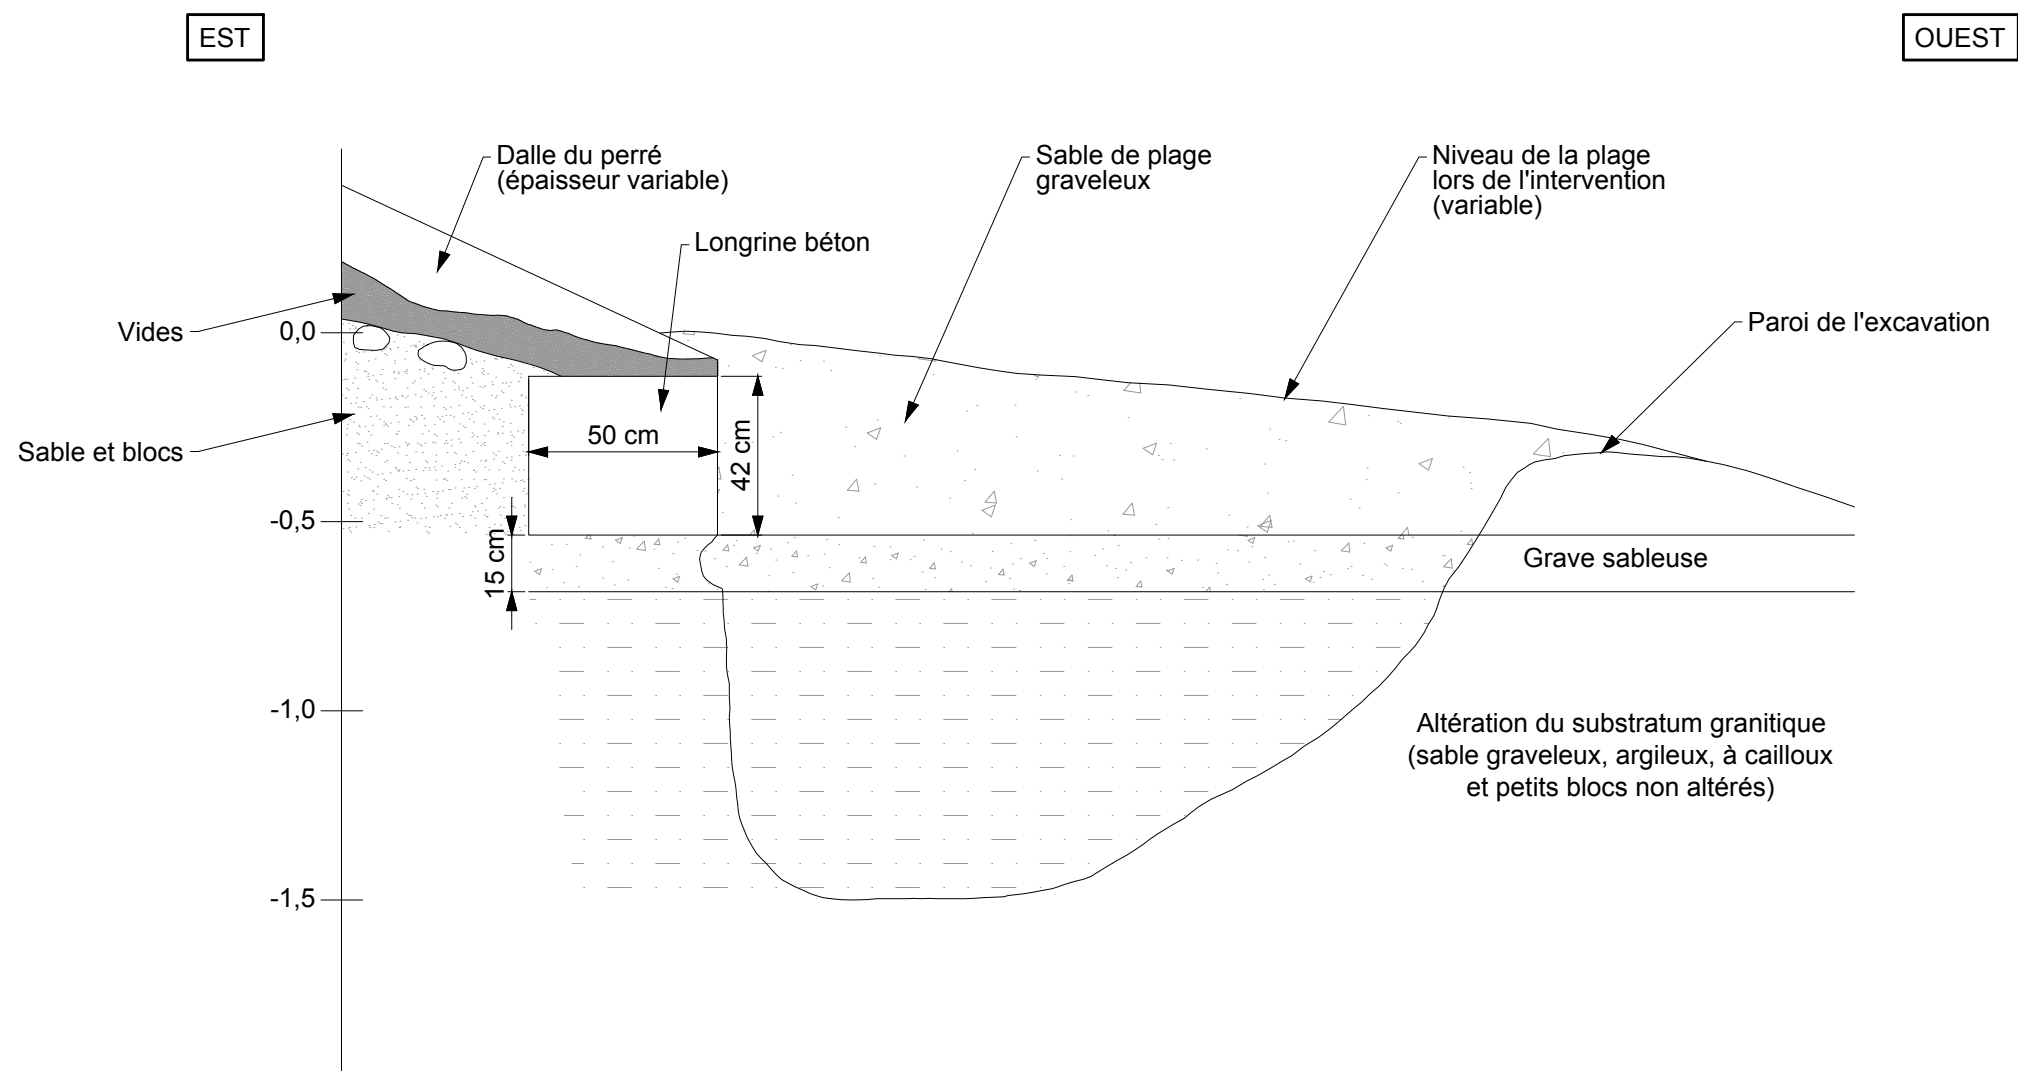 EST
OUEST
Dalle du perré
(épaisseur variable)
Sable de plage
graveleux
Niveau de la plage
lors de l'intervention
(variable)
Longrine béton
Vides
0,0
Paroi de l'excavation
Sable et blocs
50 cm
42 cm
-0,5
15 cm
Grave sableuse
-1,0
Altération du substratum granitique
(sable graveleux, argileux, à cailloux
et petits blocs non altérés)
-1,5